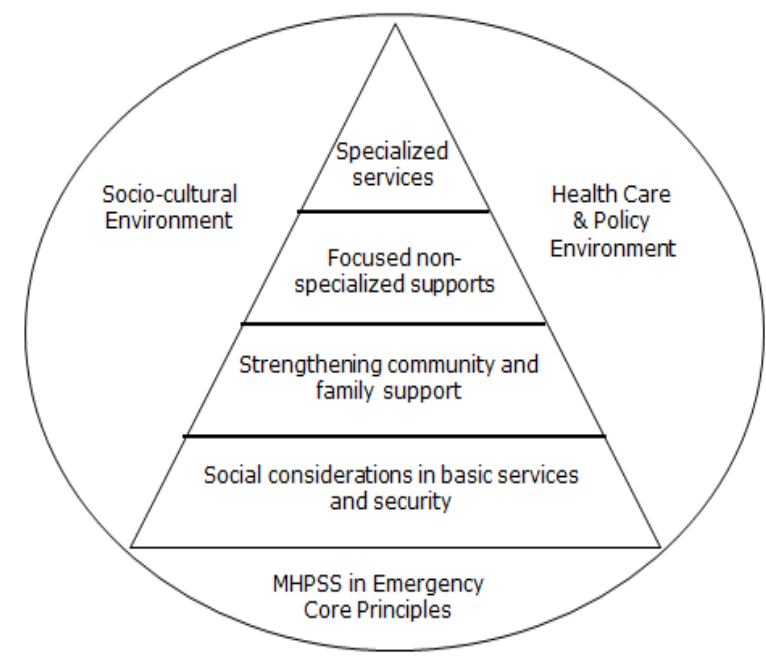 Specialized
services
Socio-cultural
Environment
Health Care
& Policy
Environment
Focused non-
specialized supports
Strengthening community and
family support
Social considerations in basic services
and security
MHPSS in Emergency
Core Principles